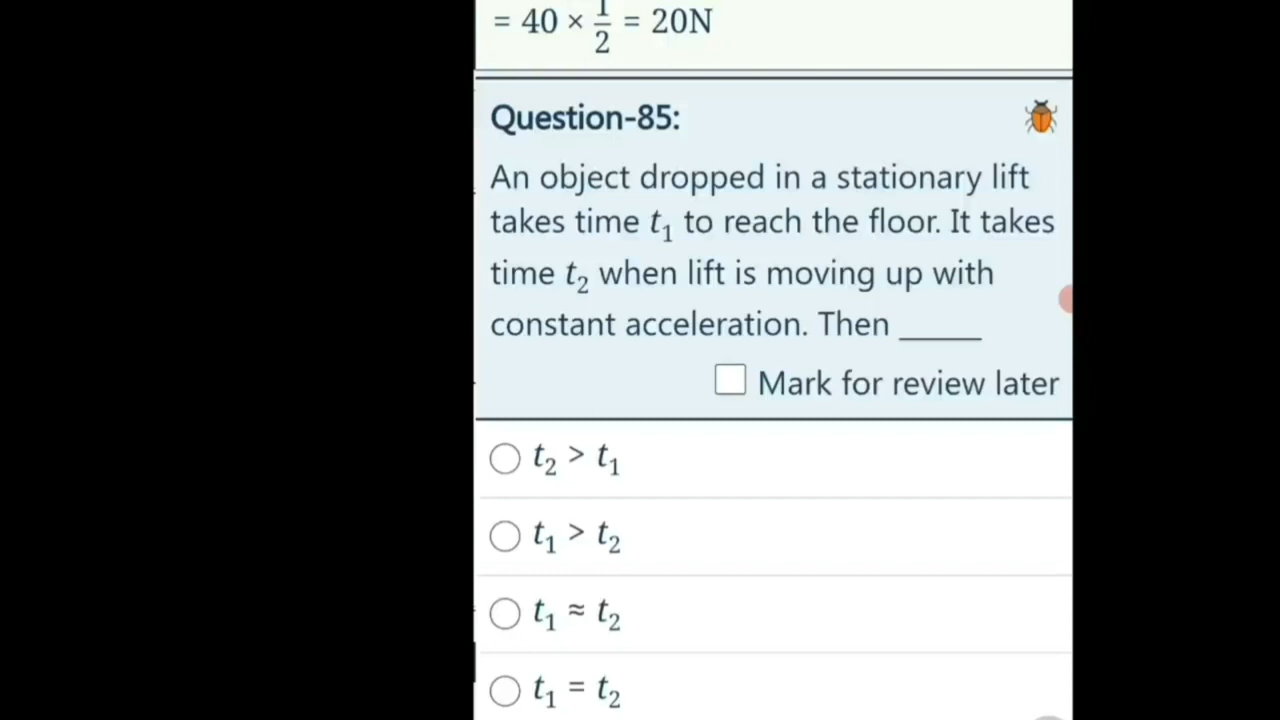 = 40 × 1/2 = 20N
Question-85:
An object dropped in a stationary lift
takes time t₁ to reach the floor. It takes
time t₂ when lift is moving up with
constant acceleration. Then ______
Mark for review later
t₂ > t₁
t₁ > t₂
t₁ ≈ t₂
t₁ = t₂